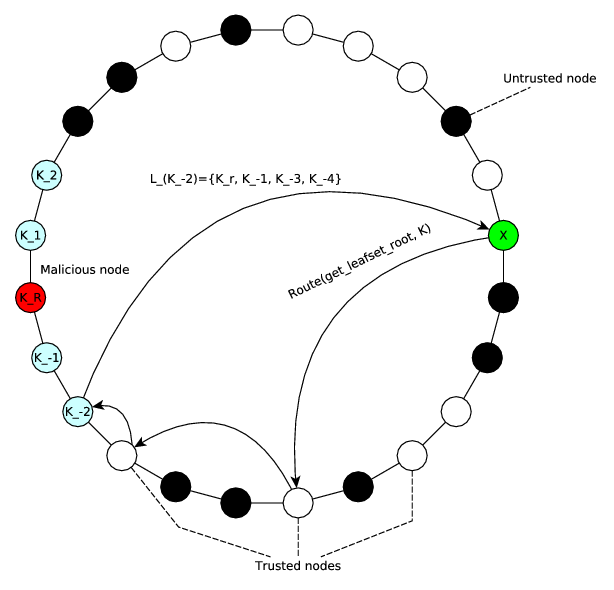 Untrusted node
K_2
L_(K_-2)={K_r, K_-1, K_-3, K_-4}
K_1
X
Route(get_leafset_root, K)
Malicious node
K_R
K_-1
K_-2
Trusted nodes